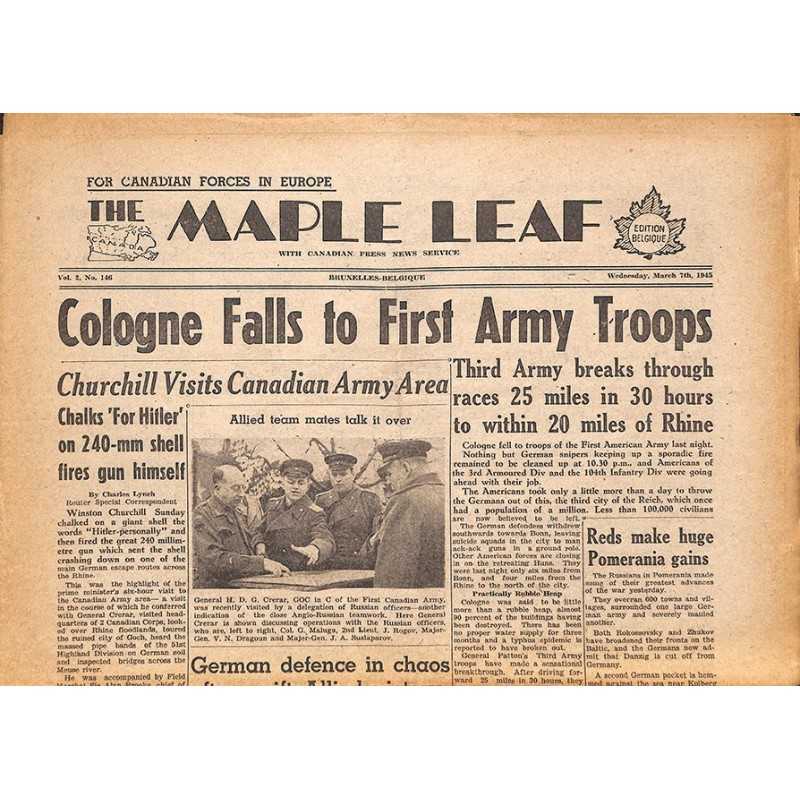 FOR CANADIAN FORCES IN EUROPE
THE MAPLE LEAF
CANADA
WITH CANADIAN PRESS NEWS SERVICE
EDITION
BELGIQUE
Vol. 2, No. 146
BRUXELLES-BELGIQUE
Wednesday, March 7th, 1945
Cologne Falls to First Army Troops
Churchill Visits Canadian Army Area
Chalks 'For Hitler'
on 240-mm shell
fires gun himself
By Charles Lynch
Router Special Correspondent
Winston Churchill Sunday
chalked on a giant shell the
words "Hitler-personally" and
then fired the great 240 millim-
etre gun which sent the shell
crashing down on one of the
main German escape routes across
the Rhine.
This was the highlight of the
prime minister's six-hour visit to
the Canadian Army area— a visit
in the course of which he conferred
with General Crerar, visited head-
quarters of 2 Canadian Corps, look-
ed over Rhine floodlands, toured
the ruined city of Goch, heard the
massed pipe bands of the 51st
Highland Division on German soil
and inspected bridges across the
Meuse river.
He was accompanied by Field
Allied team mates talk it over
General H. D. G. Crerar, GOC in C of the First Canadian Army,
was recently visited by a delegation of Russian officers—another
indication of the close Anglo-Russian teamwork. Here General
Crerar is shown discussing operations with the Russian officers,
who are, left to right, Col. G. Malugu, 2nd Lieut. J. Rogov, Major-
Gen. V. N. Dragoun and Major-Gen. J. A. Suslaparov.
German defence in chaos
Third Army breaks through
races 25 miles in 30 hours
to within 20 miles of Rhine
Cologne fell to troops of the First American Army last night.
Nothing but German snipers keeping up a sporadic fire
remained to be cleaned up at 10.30 p.m., and Americans of
the 3rd Armoured Div and the 104th Infantry Div were going
ahead with their job.
The Americans took only a little more than a day to throw
the Germans out of this, the third city of the Reich, which once
had a population of a million. Less than 100,000 civilians
are now believed to be left.
The German defenders withdrew
southwards towards Bonn, leaving
suicide squads in the city to man
ack-ack guns in a ground role.
Other American forces are closing
in on the retreating Huns. They
were last night only six miles from
Bonn, and four miles from the
Rhine to the north of the city.
Practically Rubble Heap
Cologne was said to be little
more than a rubble heap, almost
90 percent of the buildings having
been destroyed. There has been
no proper water supply for three
months and a typhus epidemic is
reported to have broken out.
General Patton's Third Army
troops have made a sensational
breakthrough. After driving for-
ward 25 miles in 30 hours, they
Reds make huge
Pomerania gains
The Russians in Pomerania made
some of their greatest advances
of the war yesterday.
They overran 600 towns and vil-
lages, surrounded one large Ger-
man army and severely mauled
another.
Both Rokossovsky and Zhukov
have broadened their fronts on the
Baltic, and the Germans now ad-
mit that Danzig is cut off from
Germany.
A second German pocket is hem-
med against the sea near Kolberg